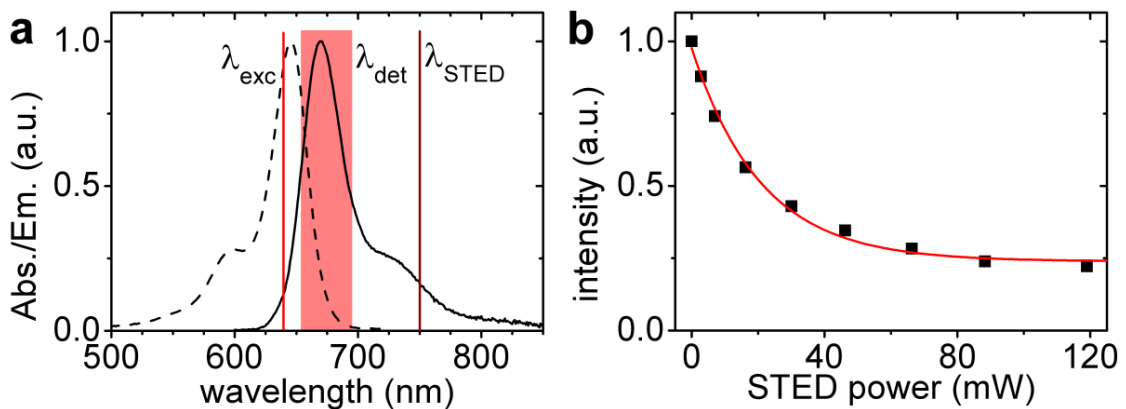 a
Abs./Em. (a.u.)
1.0
0.5
0.0
λexc
λdet
λSTED
500
600
700
800
wavelength (nm)
b
intensity (a.u.)
1.0
0.5
0.0
0
40
80
120
STED power (mW)